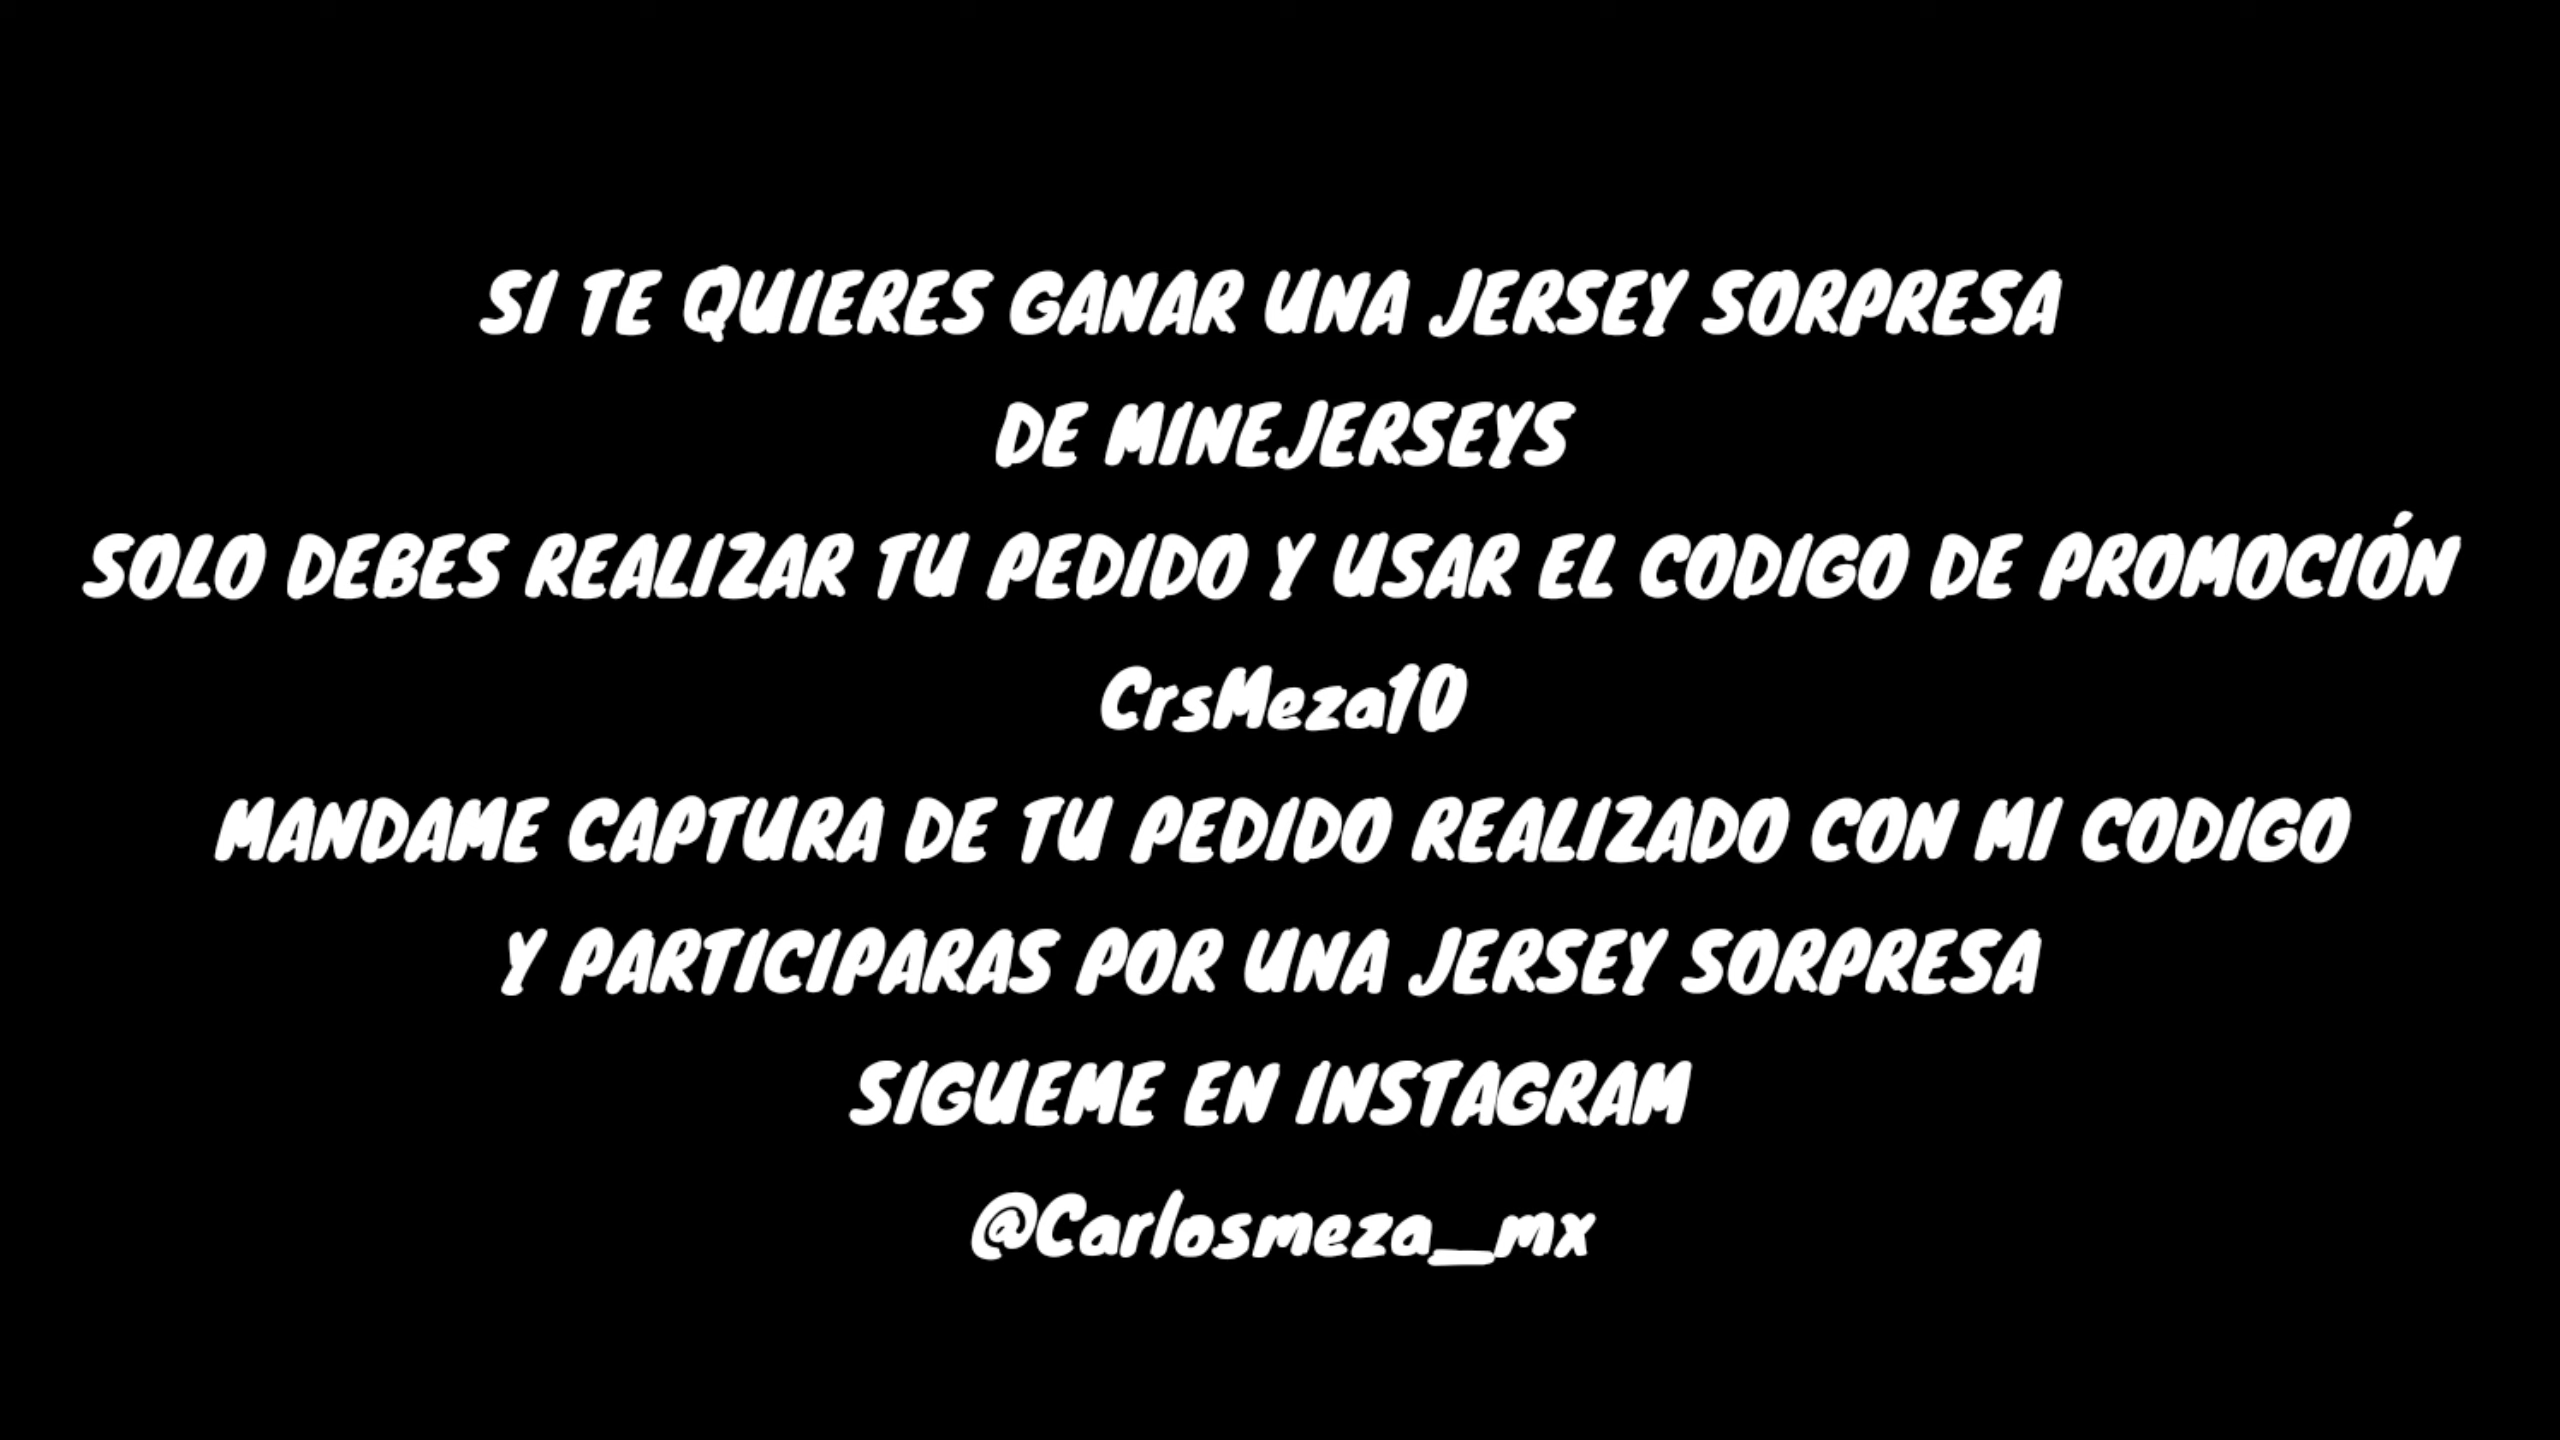 SI TE QUIERES GANAR UNA JERSEY SORPRESA
DE MINEJERSEYS
SOLO DEBES REALIZAR TU PEDIDO Y USAR EL CODIGO DE PROMOCIÓN
CrsMeza10
MANDAME CAPTURA DE TU PEDIDO REALIZADO CON MI CODIGO
Y PARTICIPARAS POR UNA JERSEY SORPRESA
SIGUEME EN INSTAGRAM
@Carlosmeza_mx